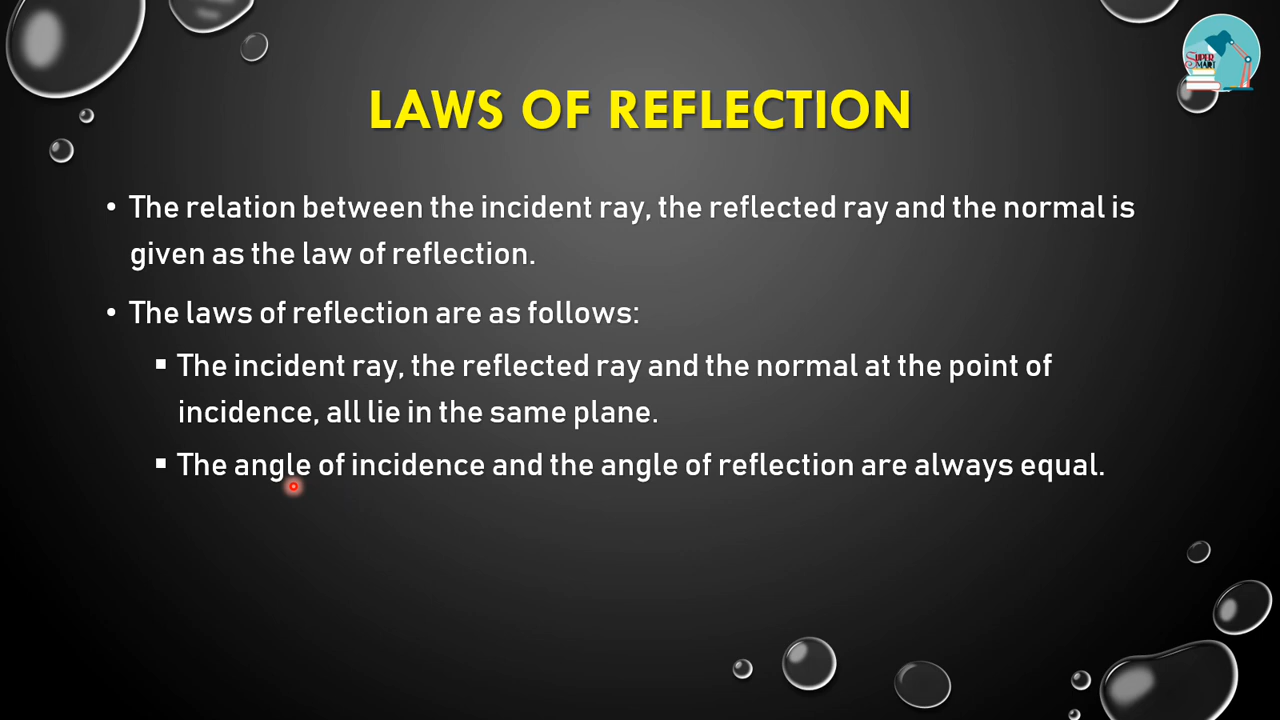 SUPER
SMART
LAWS OF REFLECTION
• The relation between the incident ray, the reflected ray and the normal is
given as the law of reflection.
• The laws of reflection are as follows:
▪ The incident ray, the reflected ray and the normal at the point of
incidence, all lie in the same plane.
▪ The angle of incidence and the angle of reflection are always equal.